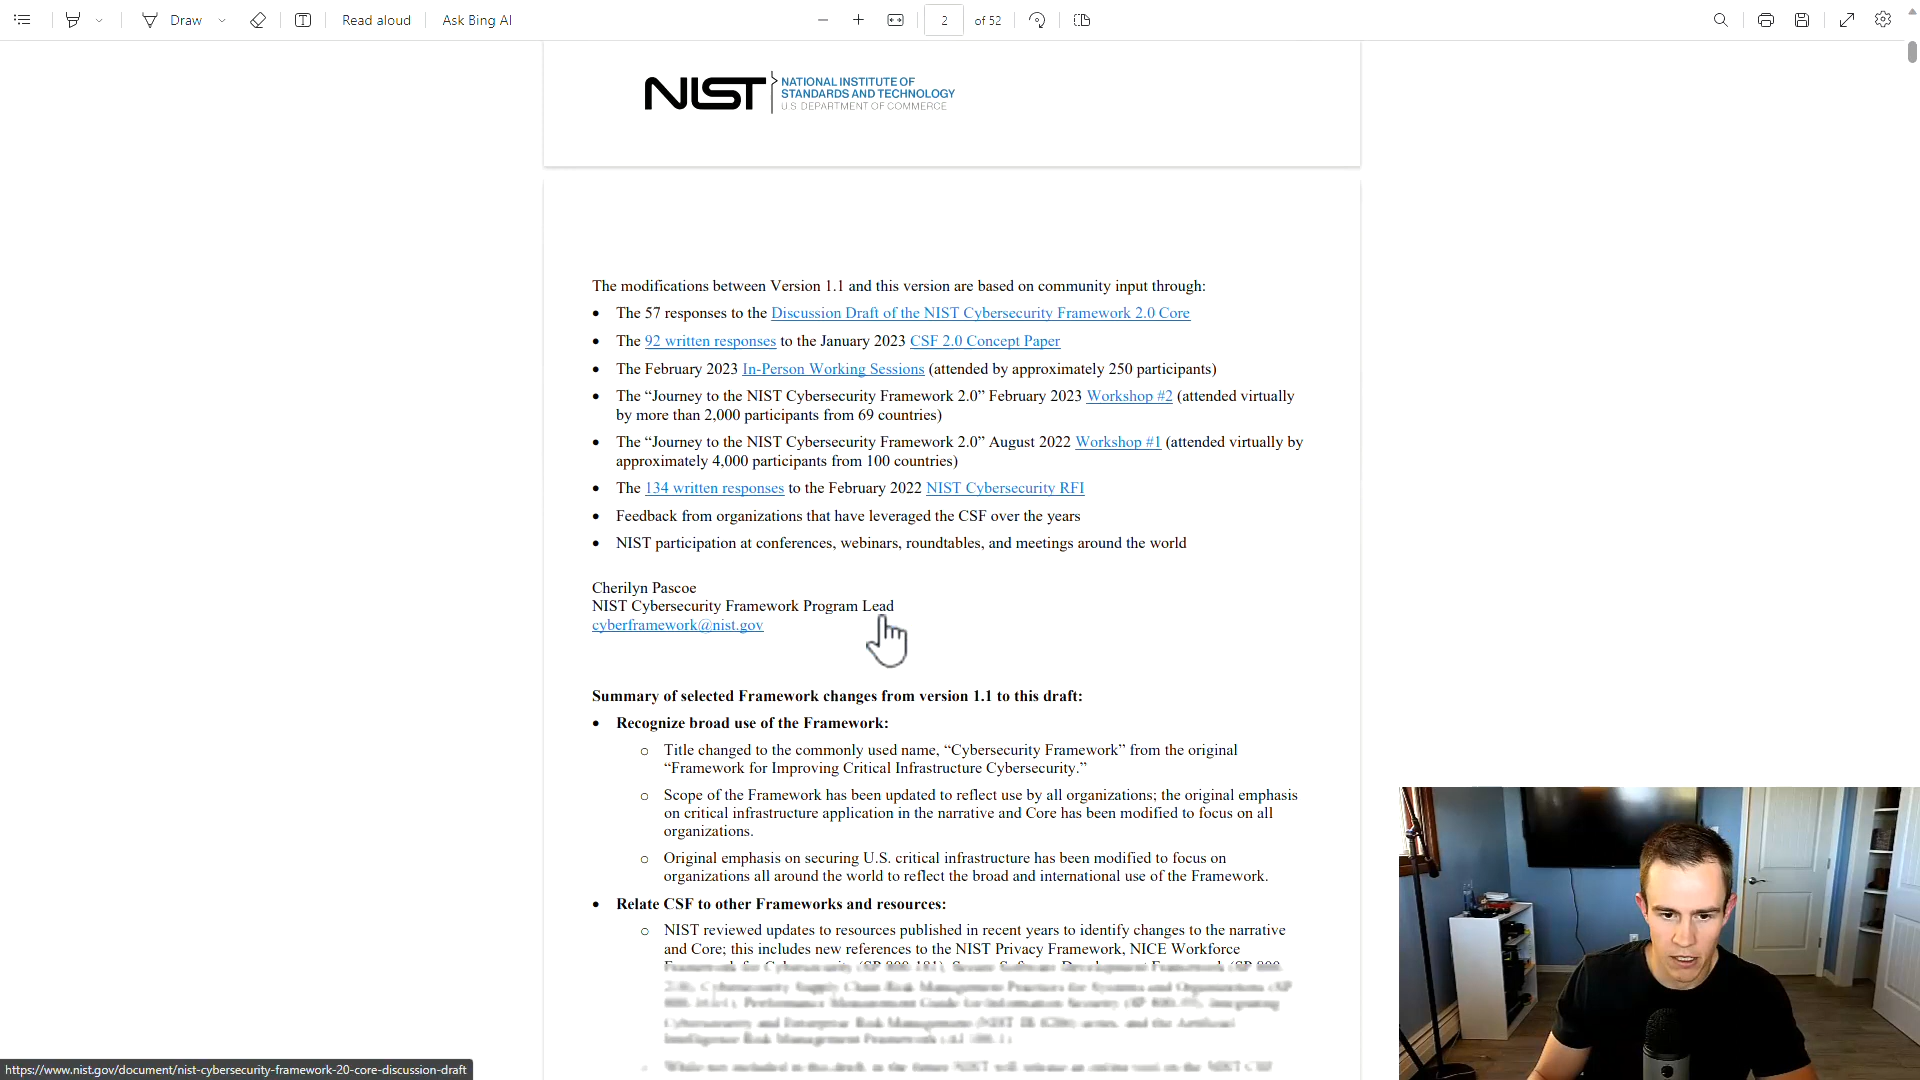 Draw
Read aloud
Ask Bing AI
2
of 52
NIST
NATIONAL INSTITUTE OF
STANDARDS AND TECHNOLOGY
U.S. DEPARTMENT OF COMMERCE
The modifications between Version 1.1 and this version are based on community input through:
• The 57 responses to the Discussion Draft of the NIST Cybersecurity Framework 2.0 Core
• The 92 written responses to the January 2023 CSF 2.0 Concept Paper
• The February 2023 In-Person Working Sessions (attended by approximately 250 participants)
• The “Journey to the NIST Cybersecurity Framework 2.0” February 2023 Workshop #2 (attended virtually
by more than 2,000 participants from 69 countries)
• The “Journey to the NIST Cybersecurity Framework 2.0” August 2022 Workshop #1 (attended virtually by
approximately 4,000 participants from 100 countries)
• The 134 written responses to the February 2022 NIST Cybersecurity RFI
• Feedback from organizations that have leveraged the CSF over the years
• NIST participation at conferences, webinars, roundtables, and meetings around the world
Cherilyn Pascoe
NIST Cybersecurity Framework Program Lead
cyberframework@nist.gov
Summary of selected Framework changes from version 1.1 to this draft:
• Recognize broad use of the Framework:
o Title changed to the commonly used name, “Cybersecurity Framework” from the original
“Framework for Improving Critical Infrastructure Cybersecurity.”
o Scope of the Framework has been updated to reflect use by all organizations; the original emphasis
on critical infrastructure application in the narrative and Core has been modified to focus on all
organizations.
o Original emphasis on securing U.S. critical infrastructure has been modified to focus on
organizations all around the world to reflect the broad and international use of the Framework.
• Relate CSF to other Frameworks and resources:
o NIST reviewed updates to resources published in recent years to identify changes to the narrative
and Core; this includes new references to the NIST Privacy Framework, NICE Workforce
https://www.nist.gov/document/nist-cybersecurity-framework-20-core-discussion-draft